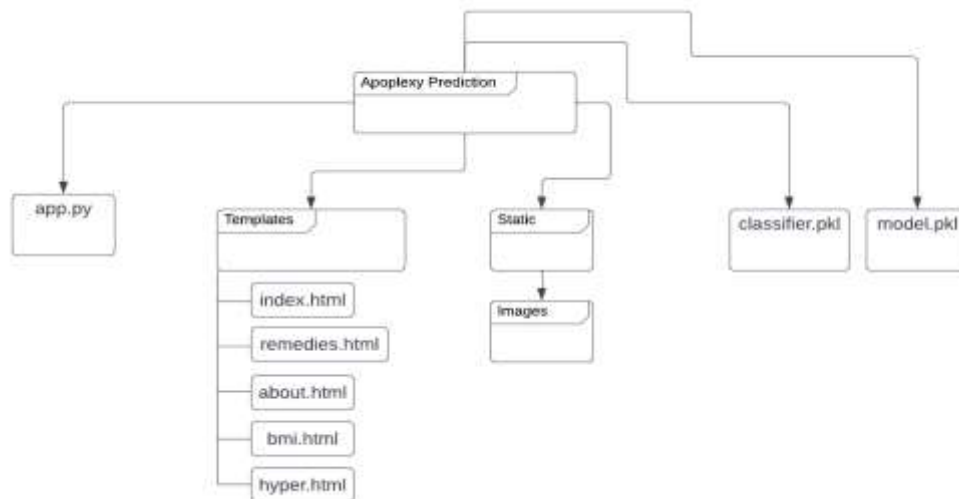 Apoplexy Prediction
app.py
Templates
Static
classifier.pkl
model.pkl
index.html
Images
remedies.html
about.html
bmi.html
hyper.html